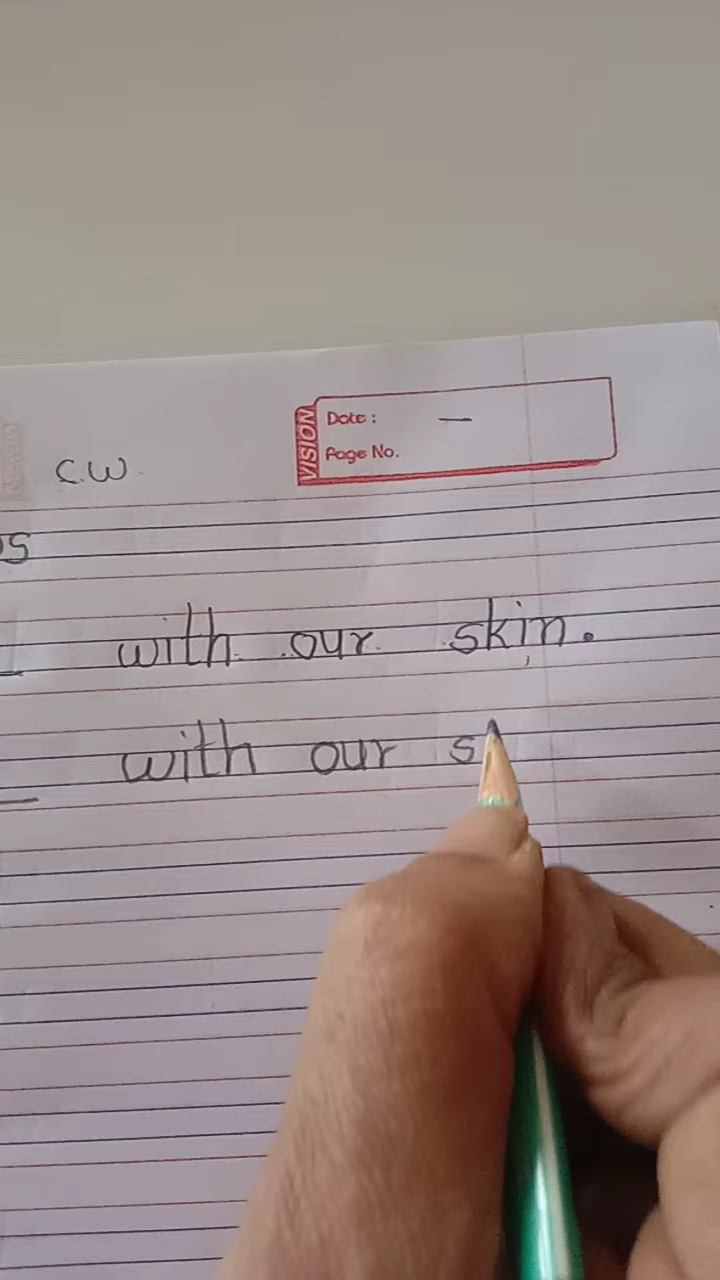 VISION
Date: —
Page No.
C.W.
with our skin.
with our s